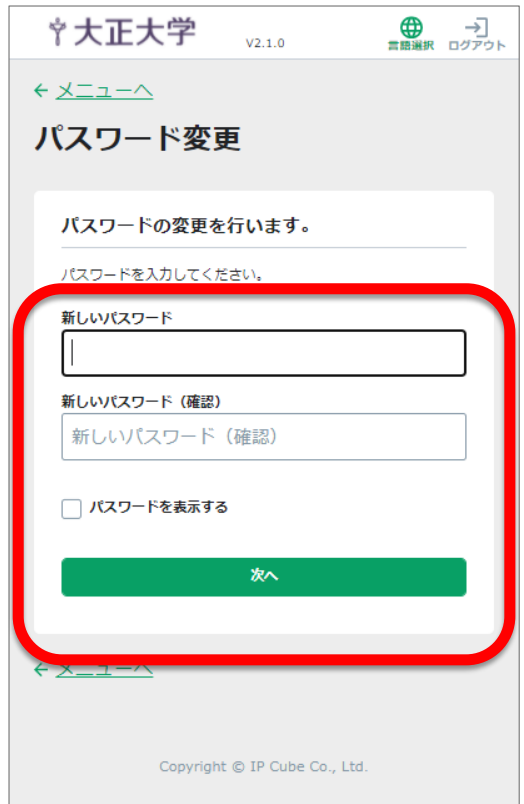 大正大学
V2.1.0
言語選択
ログアウト
← メニューへ
パスワード変更
パスワードの変更を行います。
パスワードを入力してください。
新しいパスワード
新しいパスワード（確認）
新しいパスワード（確認）
パスワードを表示する
次へ
← メニューへ
Copyright © IP Cube Co., Ltd.